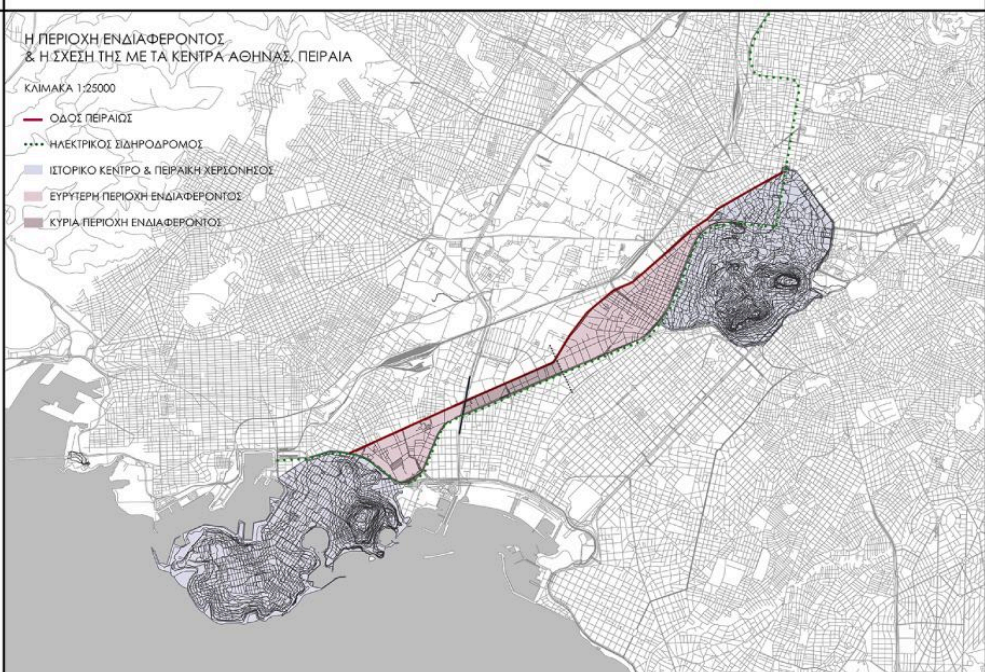 Η ΠΕΡΙΟΧΗ ΕΝΔΙΑΦΕΡΟΝΤΟΣ
& Η ΣΧΕΣΗ ΤΗΣ ΜΕ ΤΑ ΚΕΝΤΡΑ ΑΘΗΝΑΣ, ΠΕΙΡΑΙΑ
ΚΛΙΜΑΚΑ 1:25000
ΟΔΟΣ ΠΕΙΡΑΙΩΣ
ΗΛΕΚΤΡΙΚΟΣ ΣΙΔΗΡΟΔΡΟΜΟΣ
ΙΣΤΟΡΙΚΟ ΚΕΝΤΡΟ & ΠΕΙΡΑΙΚΗ ΧΕΡΣΟΝΗΣΟΣ
ΕΥΡΥΤΕΡΗ ΠΕΡΙΟΧΗ ΕΝΔΙΑΦΕΡΟΝΤΟΣ
ΚΥΡΙΑ ΠΕΡΙΟΧΗ ΕΝΔΙΑΦΕΡΟΝΤΟΣ